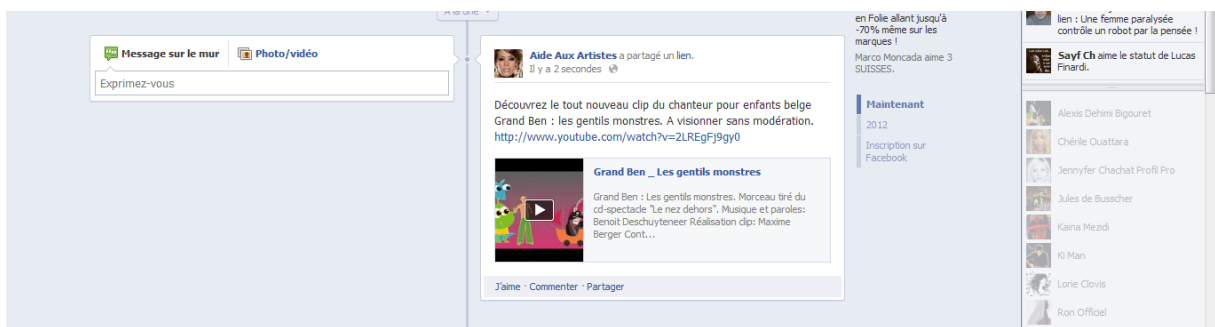 A la une
Message sur le mur
Photo/vidéo
Exprimez-vous
Aide Aux Artistes a partagé un lien.
Il y a 2 secondes
Découvrez le tout nouveau clip du chanteur pour enfants belge
Grand Ben : les gentils monstres. A visionner sans modération.
http://www.youtube.com/watch?v=2LREgFj9gy0
Grand Ben _ Les gentils monstres
Grand Ben : Les gentils monstres. Morceau tiré du
cd-spectacle "Le nez dehors". Musique et paroles:
Benoit Deschuyteneer Réalisation clip: Maxime
Berger Cont...
J'aime · Commenter · Partager
en Folie allant jusqu'à
-70% même sur les
marques !
Marco Moncada aime 3
SUISSES.
Maintenant
2012
Inscription sur
Facebook
lien : Une femme paralysée
contrôle un robot par la pensée !
Sayf Ch aime le statut de Lucas
Finardi.
Alexis Dehimi Bigouret
Chérile Ouattara
Jennyfer Chachat Profil Pro
Jules de Busscher
Kaina Mezidi
Ki Man
Lorie Clovis
Ron Officiel